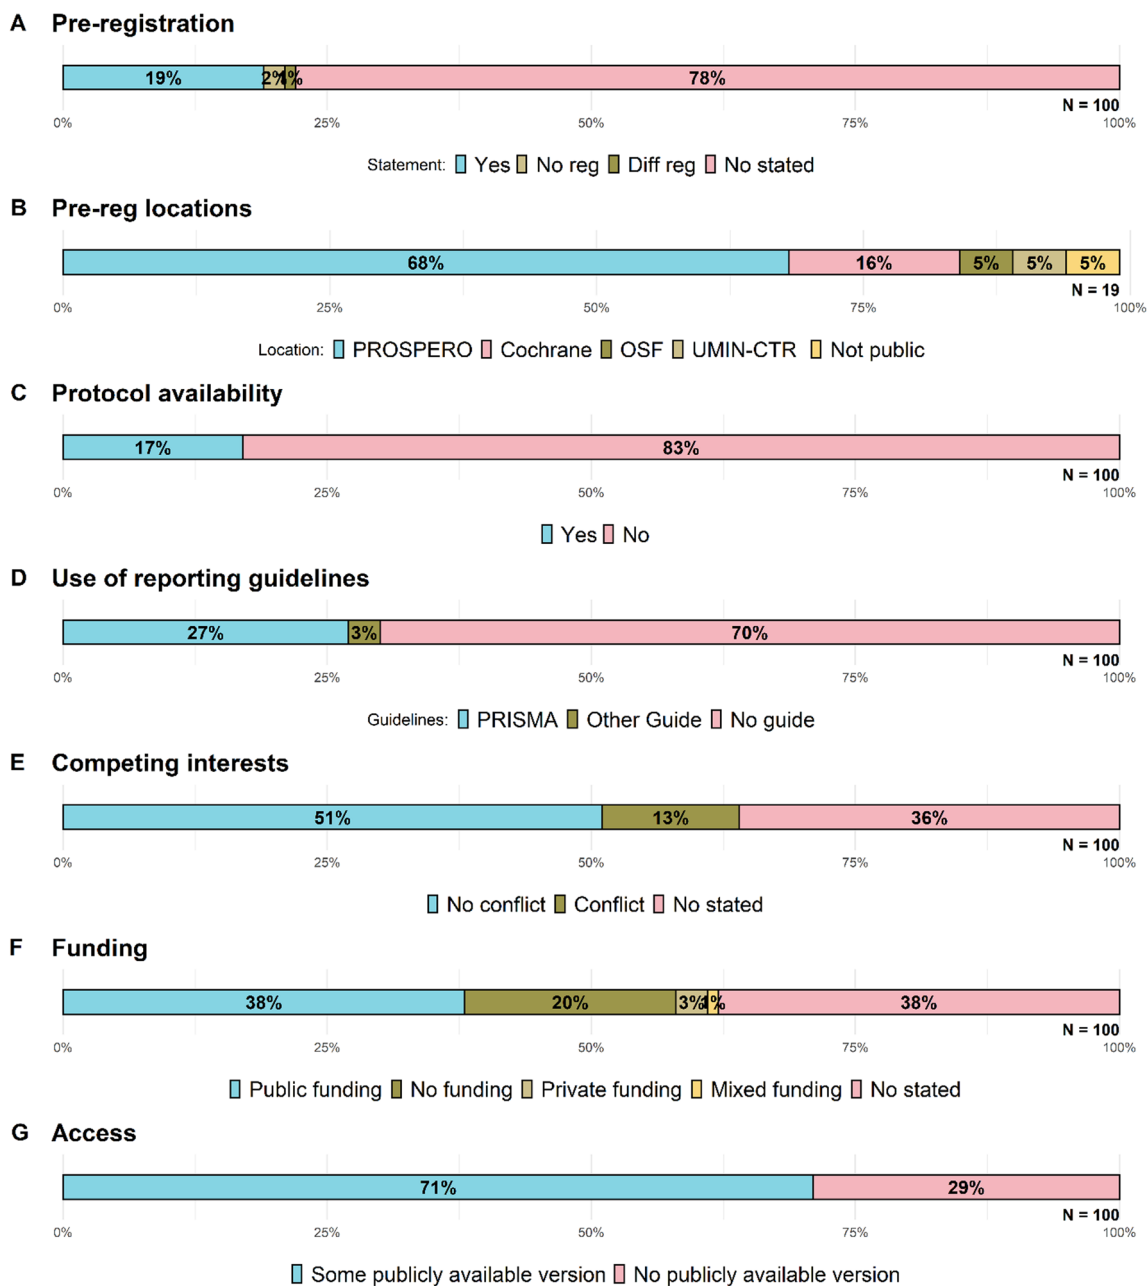 A Pre-registration
19% 2% 1% 78%
N = 100
0% 25% 50% 75% 100%
Statement: Yes No reg Diff reg No stated
B Pre-reg locations
68% 16% 5% 5% 5%
N = 19
0% 25% 50% 75% 100%
Location: PROSPERO Cochrane OSF UMIN-CTR Not public
C Protocol availability
17% 83%
N = 100
0% 25% 50% 75% 100%
Yes No
D Use of reporting guidelines
27% 3% 70%
N = 100
0% 25% 50% 75% 100%
Guidelines: PRISMA Other Guide No guide
E Competing interests
51% 13% 36%
N = 100
0% 25% 50% 75% 100%
No conflict Conflict No stated
F Funding
38% 20% 3% 1% 38%
N = 100
0% 25% 50% 75% 100%
Public funding No funding Private funding Mixed funding No stated
G Access
71% 29%
N = 100
0% 25% 50% 75% 100%
Some publicly available version No publicly available version